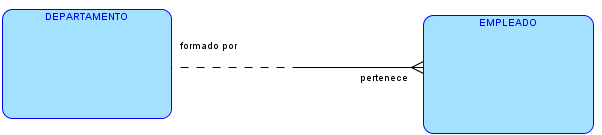 DEPARTAMENTO
EMPLEADO
formado por
pertenece